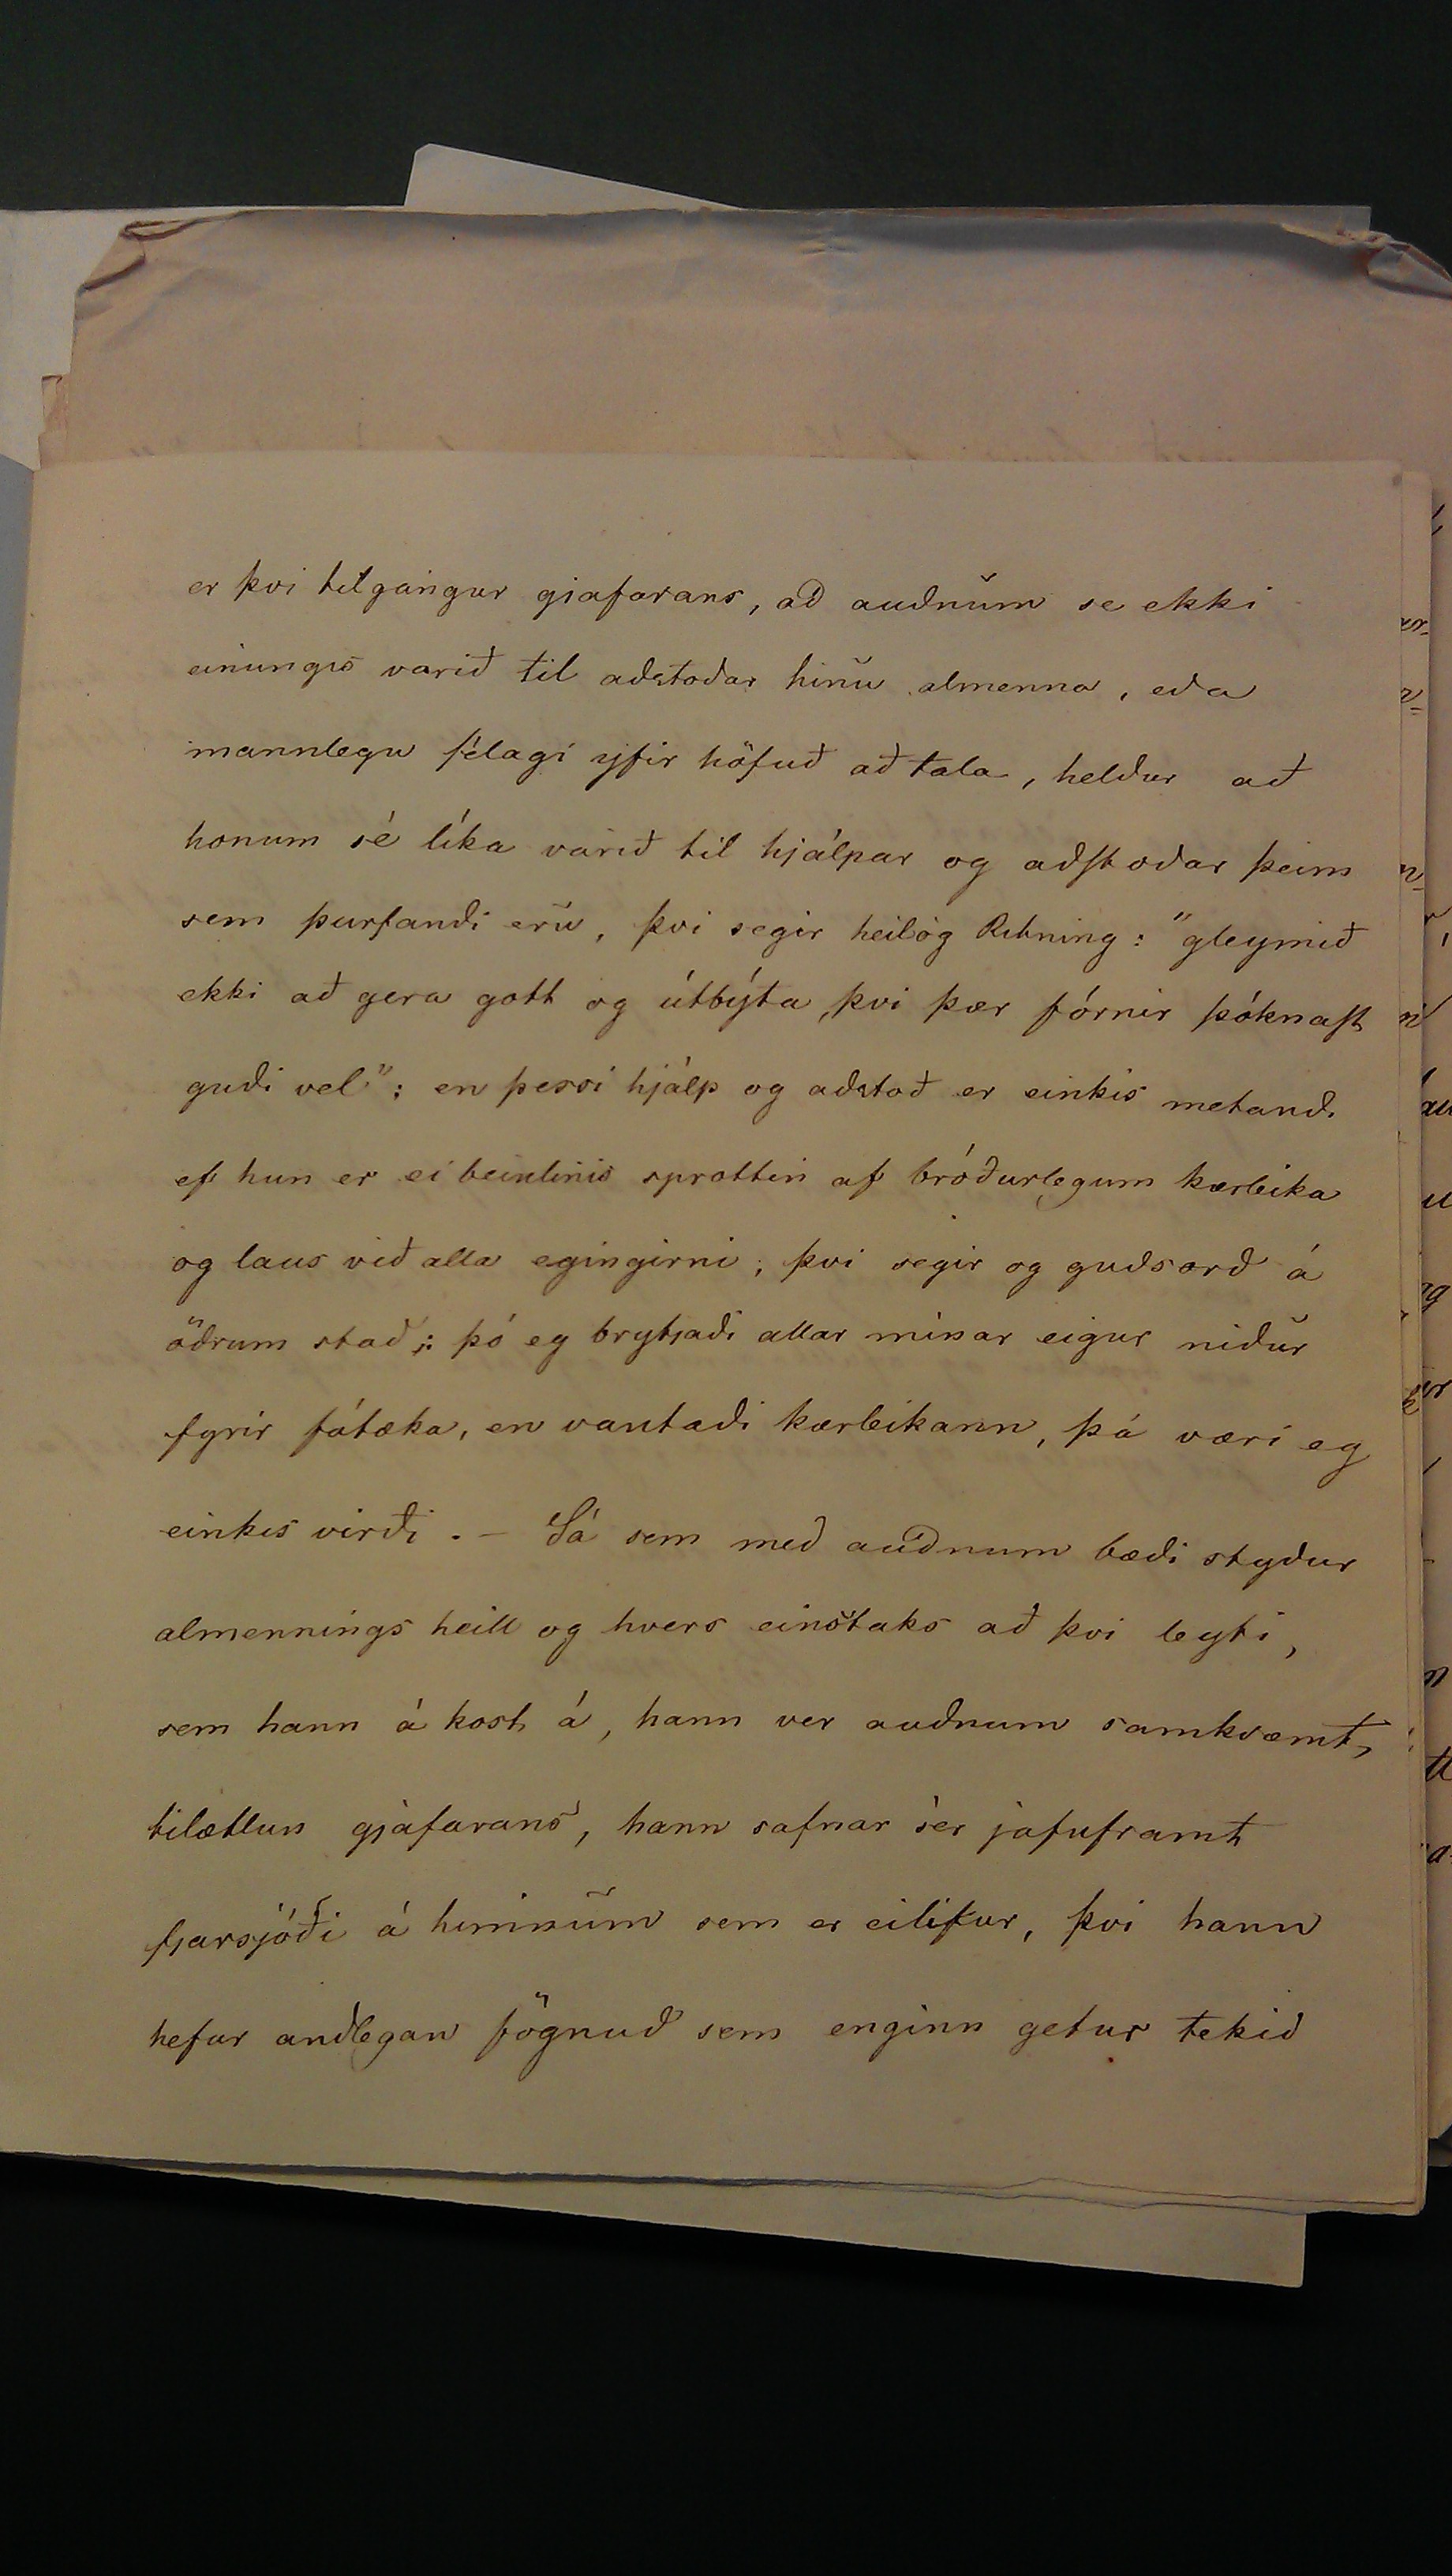 er því tilgangur gjafarans, að auðnum se ekki
einungis varið til aðstoðar hinu almenna, eða
mannlegu félagi yfir höfuð að tala, heldur að
honum sé líka varið til hjálpar og aðstoðar þeim
sem þurfandi eru, því segir heilög Ritning: "gleymið
ekki að gera gott og útbýta, því þær fórnir þóknast
guði vel": en þessi hjálp og aðstoð er einkis metandi
ef hun er ei beinlinis sprottin af bróðurlegum kærleika
og laus við alla egingirni, því segir og guðsorð á
öðrum stað: þó eg brytjaði allar mínar eigur niður
fyrir fátæka, en vantaði kærleikann, þá væri eg
einkis virði. – Sá sem með auðnum bæði styður
almennings heill og hvers einstaks að því leyti,
sem hann á kost á, hann ver auðnum samkvæmt
tilætlun gjafarans, hann safnar sér jafnframt
fjarsjóði á himnum sem er eilífur, því hann
hefur andlegan fögnuð sem enginn getur tekið